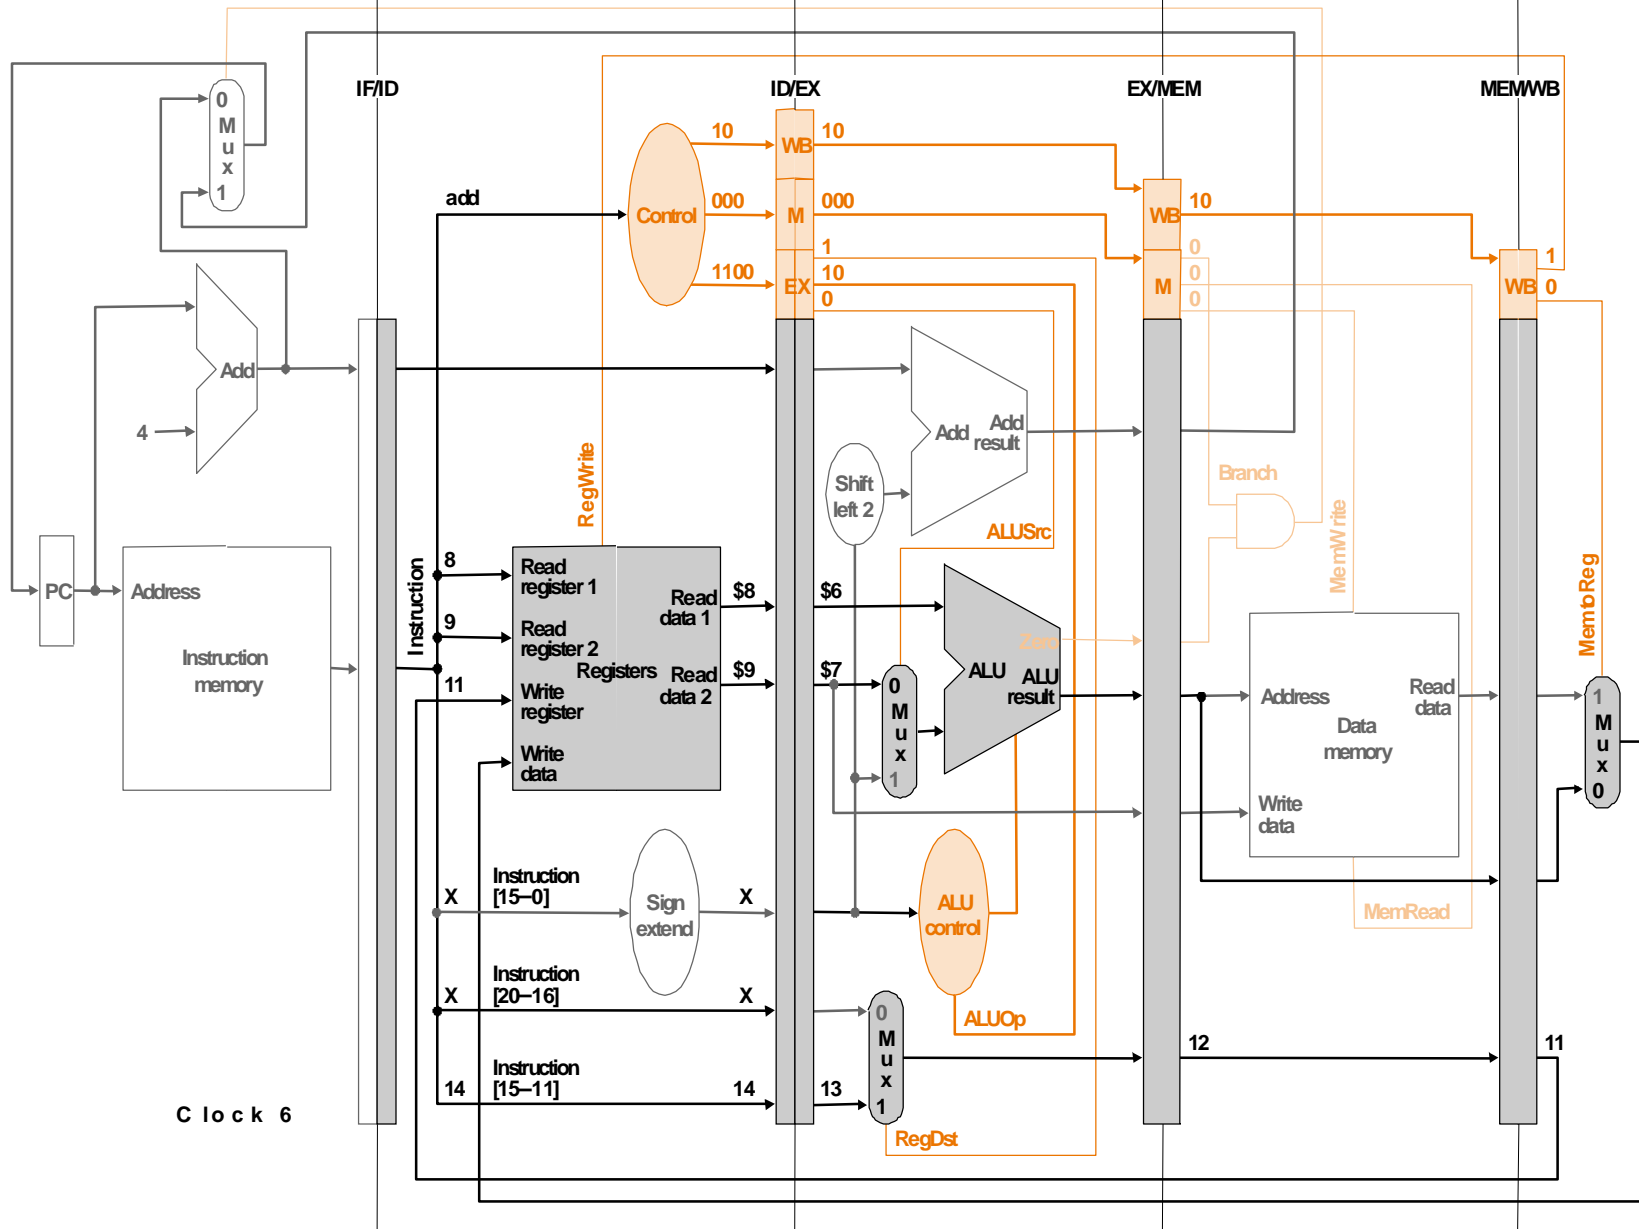 IF/ID
ID/EX
EX/MEM
MEM/WB
0
M
u
x
1
add
Control
10
000
1100
WB
M
EX
10
000
1
10
0
WB
M
10
0
0
0
WB
1
0
Add
4
RegWrite
Add
Add
result
Shift
left 2
ALUSrc
Branch
MemWrite
MemtoReg
PC
Address
Instruction
memory
Instruction
8
9
11
Read
register 1
Read
register 2
Write
register
Write
data
Registers
Read
data 1
Read
data 2
$8
$9
$6
$7
0
M
u
x
1
Zero
ALU
ALU
result
Address
Read
data
Data
memory
Write
data
1
M
u
x
0
X
Instruction
[15–0]
Sign
extend
X
ALU
control
MemRead
X
Instruction
[20–16]
X
0
M
u
x
1
ALUOp
12
11
14
Instruction
[15–11]
14
13
RegDst
Clock 6